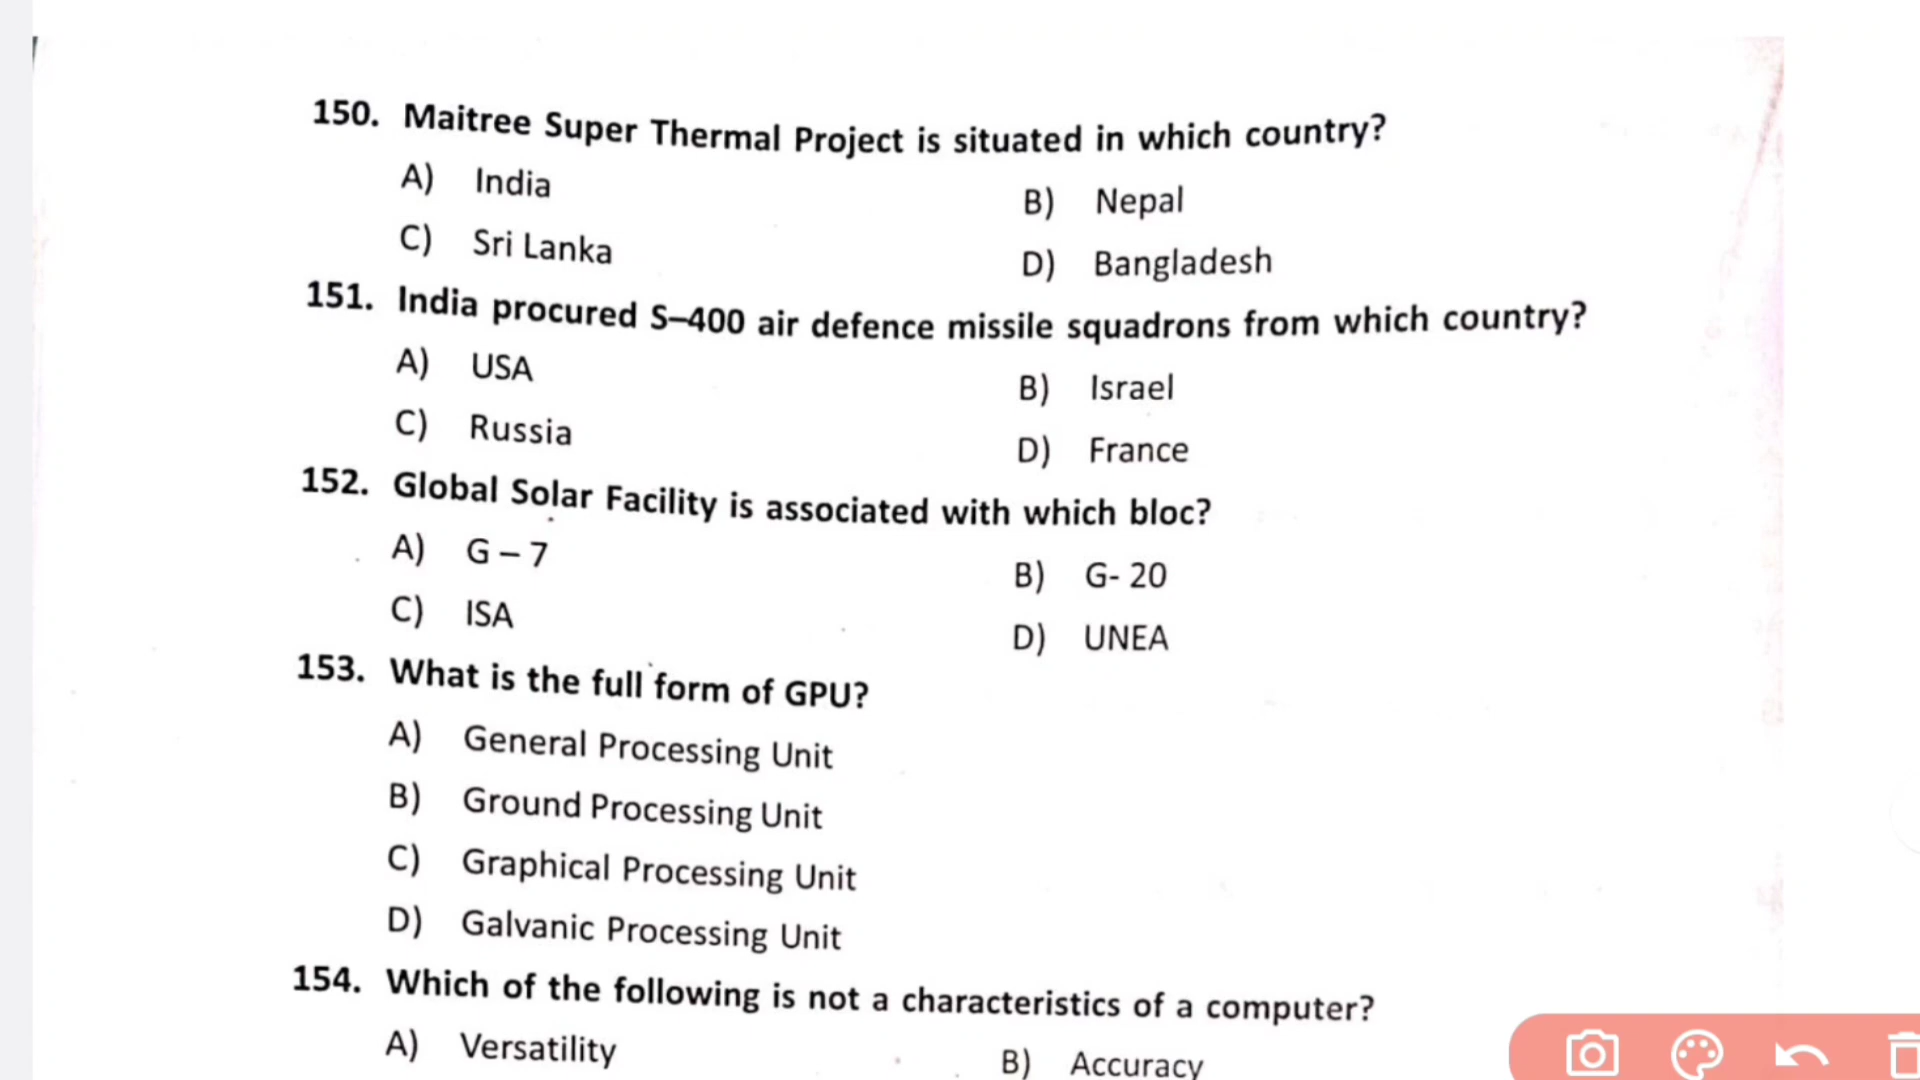 150. Maitree Super Thermal Project is situated in which country?
A) India
B) Nepal
C) Sri Lanka
D) Bangladesh
151. India procured S–400 air defence missile squadrons from which country?
A) USA
B) Israel
C) Russia
D) France
152. Global Solar Facility is associated with which bloc?
A) G – 7
B) G- 20
C) ISA
D) UNEA
153. What is the full form of GPU?
A) General Processing Unit
B) Ground Processing Unit
C) Graphical Processing Unit
D) Galvanic Processing Unit
154. Which of the following is not a characteristics of a computer?
A) Versatility
B) Accuracy